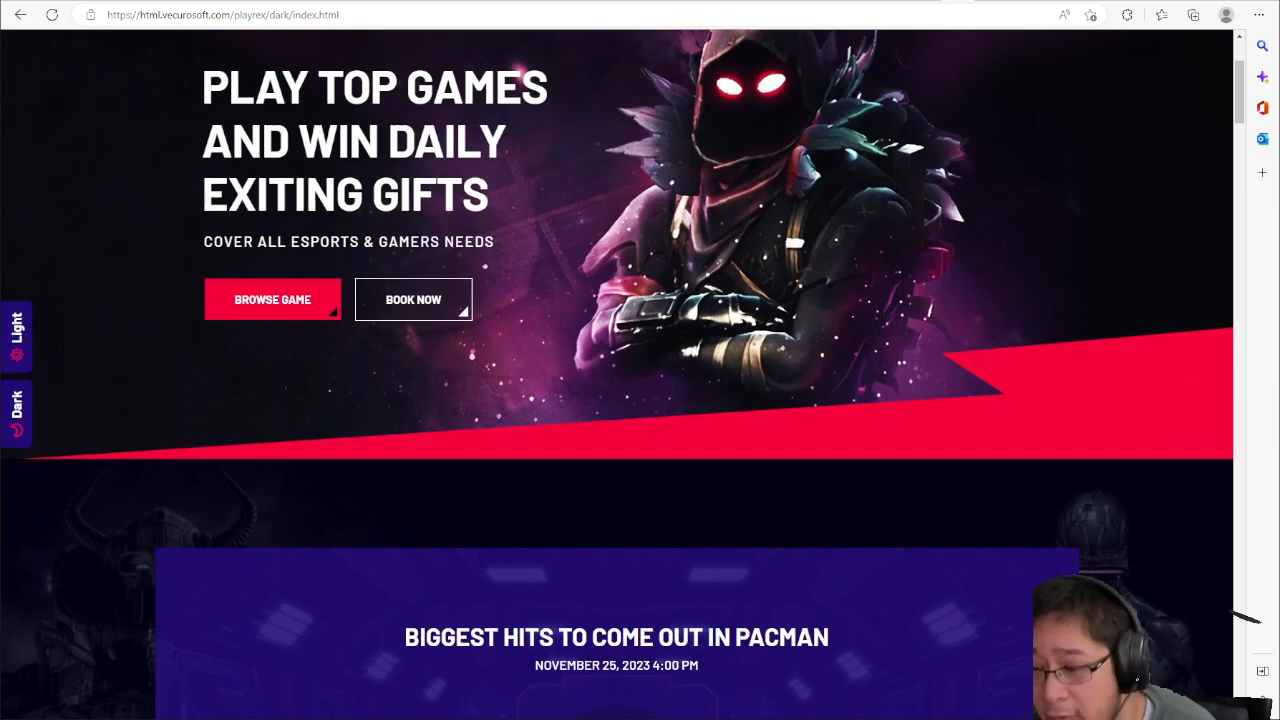 https://html.vecurosoft.com/playrex/dark/index.html
PLAY TOP GAMES
AND WIN DAILY
EXITING GIFTS
COVER ALL ESPORTS & GAMERS NEEDS
BROWSE GAME
BOOK NOW
Light
Dark
BIGGEST HITS TO COME OUT IN PACMAN
NOVEMBER 25, 2023 4:00 PM